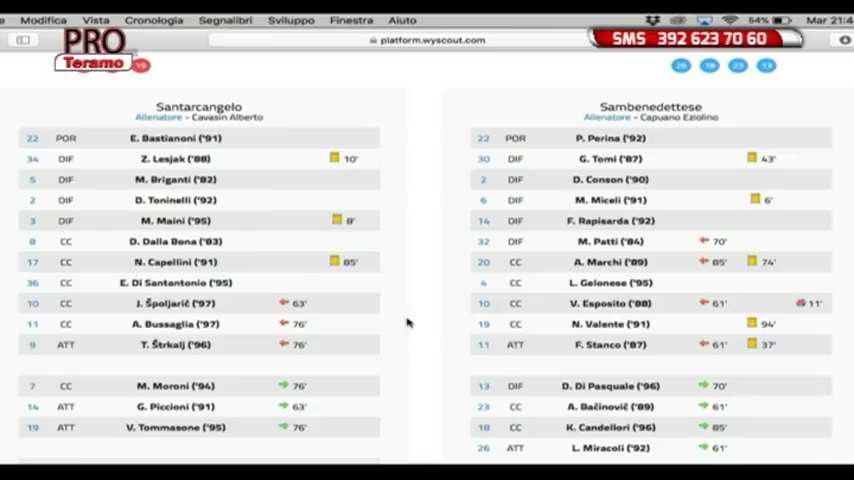 Modifica Vista Cronologia Segnalibri Sviluppo Finestra Aiuto 54% Mar 21:4
PRO
Teramo
platform.wyscout.com
SMS 392 623 70 60
19
26 18 23 13
Santarcangelo
Allenatore - Cavasin Alberto
22 POR E. Bastianoni ('91)
34 DIF Z. Lesjak ('88) 10'
5 DIF M. Briganti ('82)
2 DIF D. Toninelli ('92)
3 DIF M. Maini ('95) 8'
8 CC D. Dalla Bona ('83)
17 CC N. Capellini ('91) 85'
36 CC E. Di Santantonio ('95)
10 CC J. Špoljarič ('97) 63'
11 CC A. Bussaglia ('97) 76'
9 ATT T. Štrkalj ('96) 76'
7 CC M. Moroni ('94) 76'
14 ATT G. Piccioni ('91) 63'
19 ATT V. Tommasone ('95) 76'
Sambenedettese
Allenatore - Capuano Eziolino
22 POR P. Perina ('92)
30 DIF G. Tomi ('87) 43'
2 DIF D. Conson ('90)
6 DIF M. Miceli ('91) 6'
14 DIF F. Rapisarda ('92)
32 DIF M. Patti ('84) 70'
20 CC A. Marchi ('89) 85' 74'
4 CC L. Gelonese ('95)
10 CC V. Esposito ('88) 61' 11'
19 CC N. Valente ('91) 94'
11 ATT F. Stanco ('87) 61' 37'
13 DIF D. Di Pasquale ('96) 70'
23 CC A. Bačinovič ('89) 61'
18 CC K. Candellori ('96) 85'
26 ATT L. Miracoli ('92) 61'